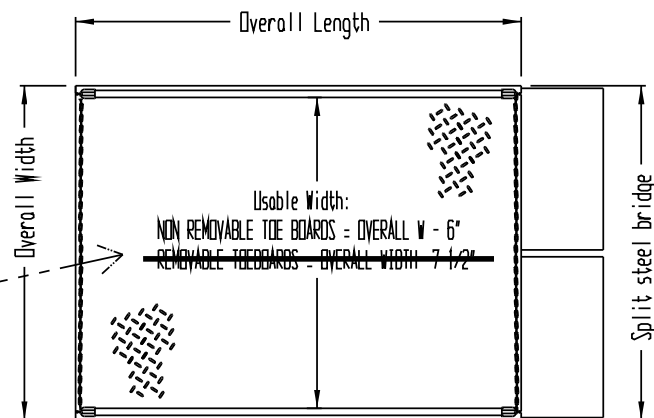 Overall Length
Overall Width
Usable Width:
NON REMOVABLE TOE BOARDS = OVERALL W - 6"
REMOVABLE TOEBOARDS - OVERALL WIDTH 7 1/2"
Split steel bridge